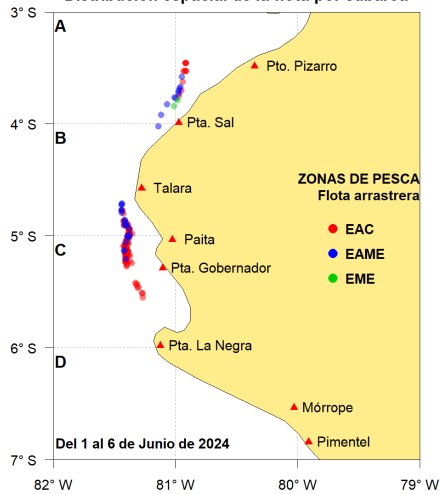 Distribución espacial de la flota por subárea
3° S
A
Pto. Pizarro
4° S
Pta. Sal
B
ZONAS DE PESCA
Talara
Flota arrastrera
EAC
5° S
Paita
C
EAME
Pta. Gobernador
EME
6° S
Pta. La Negra
D
Mórrope
Del 1 al 6 de Junio de 2024
Pimentel
7° S
82° W
81° W
80° W
79° W